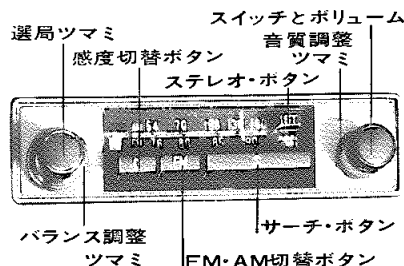 選局ツマミ
感度切替ボタン
スイッチとボリューム
音質調整
ツマミ
ステレオ・ボタン
バランス調整
ツマミ
FM・AM切替ボタン
サーチ・ボタン